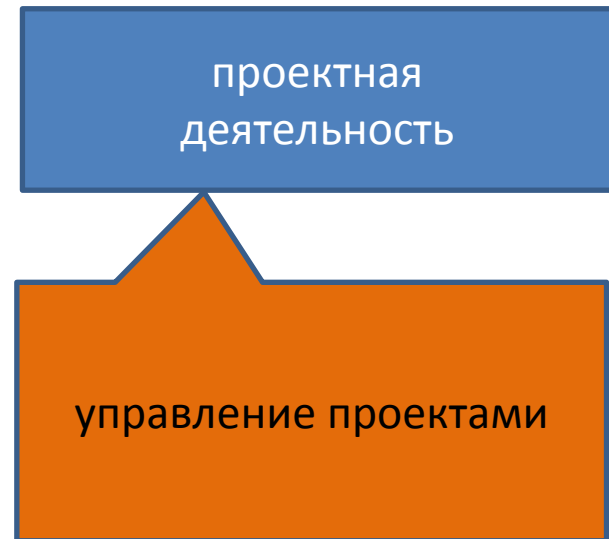 проектная
деятельность
управление проектами